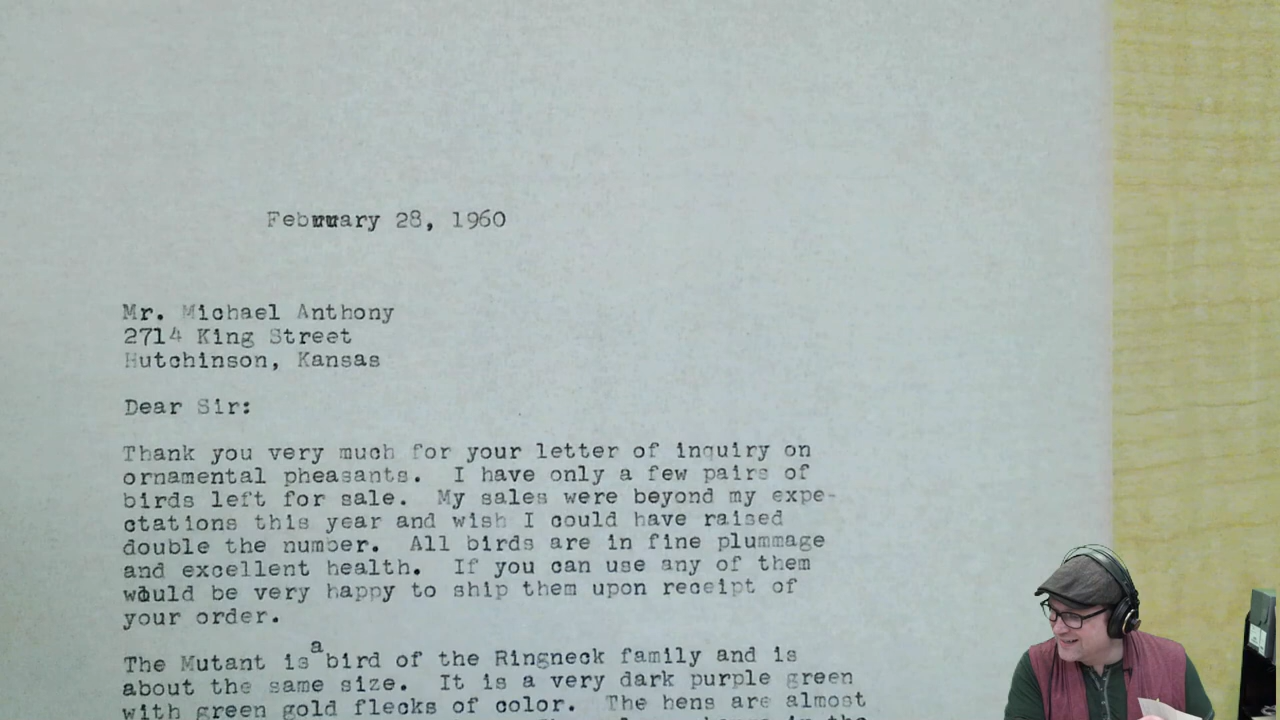 February 28, 1960
Mr. Michael Anthony
2714 King Street
Hutchinson, Kansas
Dear Sir:
Thank you very much for your letter of inquiry on
ornamental pheasants. I have only a few pairs of
birds left for sale. My sales were beyond my expe-
ctations this year and wish I could have raised
double the number. All birds are in fine plummage
and excellent health. If you can use any of them
would be very happy to ship them upon receipt of
your order.
The Mutant is a bird of the Ringneck family and is
about the same size. It is a very dark purple green
with green gold flecks of color. The hens are almost
in the